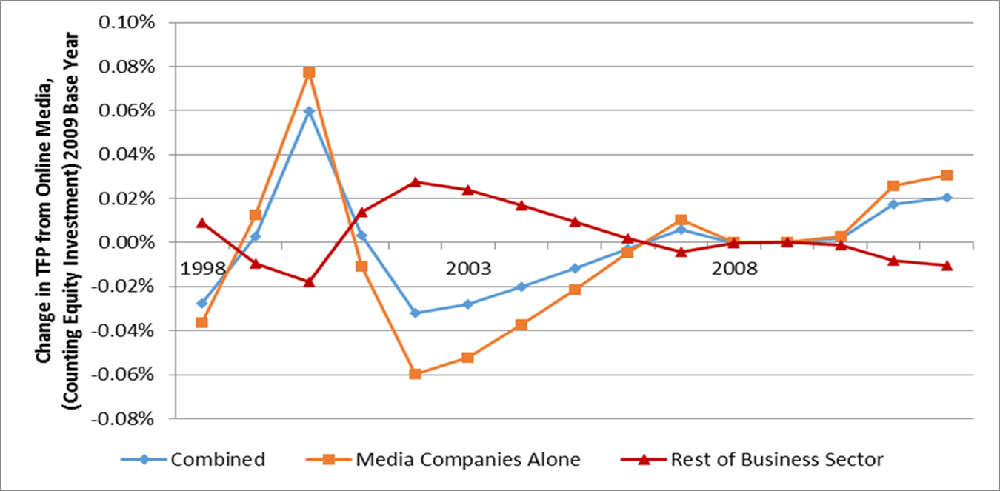 Change in TFP from Online Media,
(Counting Equity Investment) 2009 Base Year
0.10%
0.08%
0.06%
0.04%
0.02%
0.00%
-0.02%
-0.04%
-0.06%
-0.08%
1998 2003 2008
Combined Media Companies Alone Rest of Business Sector